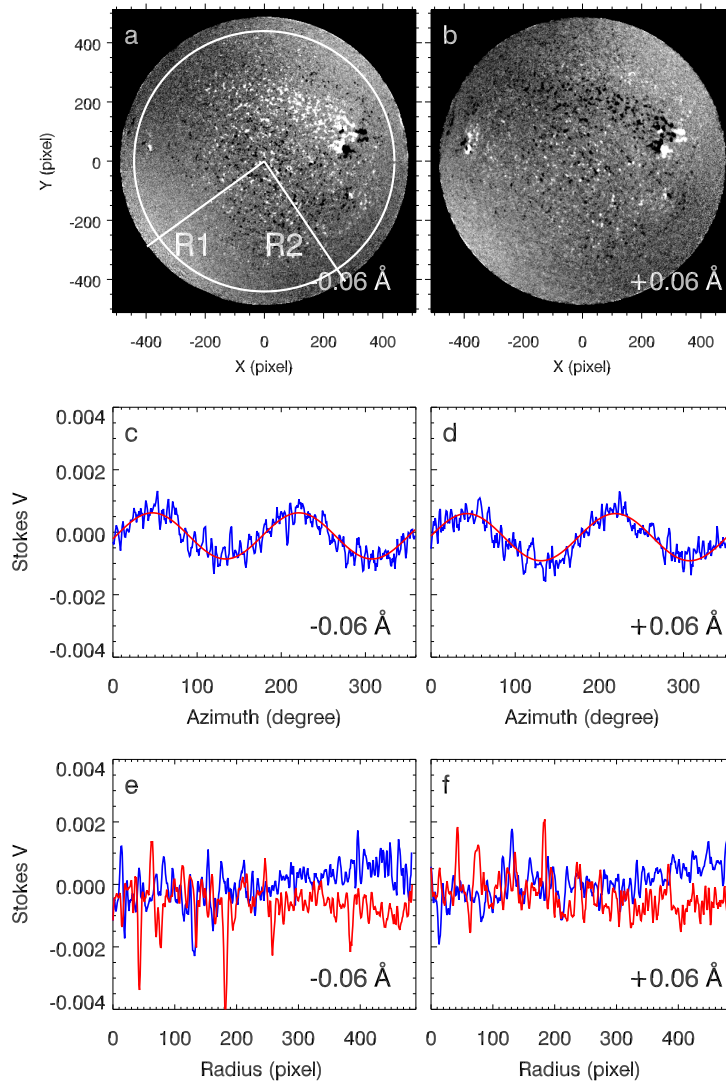 a b
400
200
0
-200
-400
Y (pixel)
R1 R2
-0.06 Å +0.06 Å
-400 -200 0 200 400 -400 -200 0 200 400
X (pixel) X (pixel)
c d
0.004
0.002
0.000
-0.002
-0.004
Stokes V
-0.06 Å +0.06 Å
0 100 200 300 0 100 200 300
Azimuth (degree) Azimuth (degree)
e f
0.004
0.002
0.000
-0.002
-0.004
Stokes V
-0.06 Å +0.06 Å
0 100 200 300 400 0 100 200 300 400
Radius (pixel) Radius (pixel)